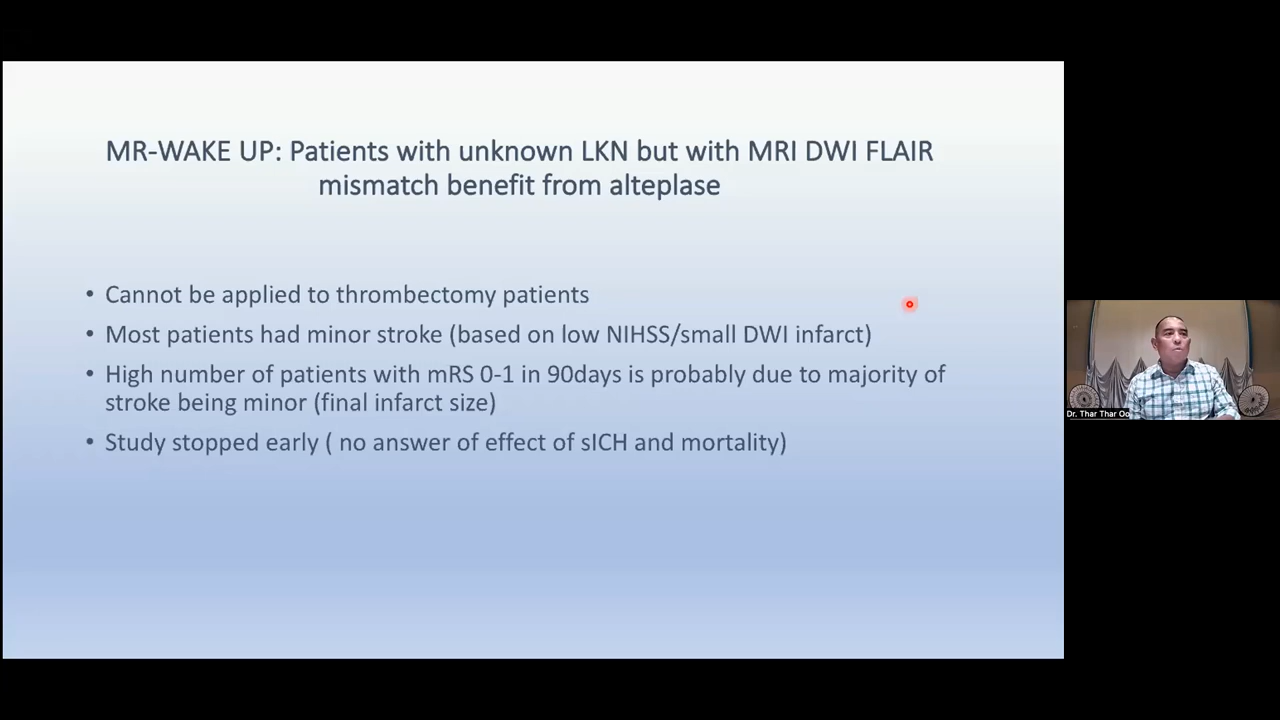 MR-WAKE UP: Patients with unknown LKN but with MRI DWI FLAIR
mismatch benefit from alteplase
• Cannot be applied to thrombectomy patients
• Most patients had minor stroke (based on low NIHSS/small DWI infarct)
• High number of patients with mRS 0-1 in 90days is probably due to majority of
stroke being minor (final infarct size)
• Study stopped early ( no answer of effect of sICH and mortality)
Dr. Thar Thar Oo